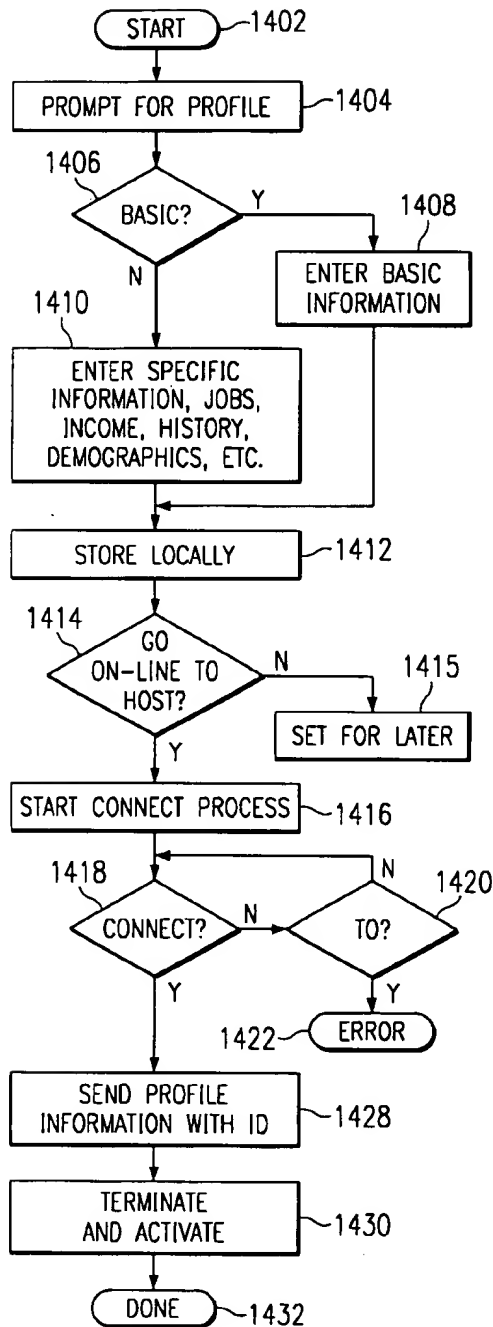 START
1402
PROMPT FOR PROFILE
1404
1406
BASIC?
Y
N
1408
ENTER BASIC
INFORMATION
1410
ENTER SPECIFIC
INFORMATION, JOBS,
INCOME, HISTORY,
DEMOGRAPHICS, ETC.
STORE LOCALLY
1412
1414
GO
ON-LINE TO
HOST?
N
Y
1415
SET FOR LATER
START CONNECT PROCESS
1416
1418
CONNECT?
N
Y
N
1420
TO?
Y
1422
ERROR
SEND PROFILE
INFORMATION WITH ID
1428
TERMINATE
AND ACTIVATE
1430
DONE
1432